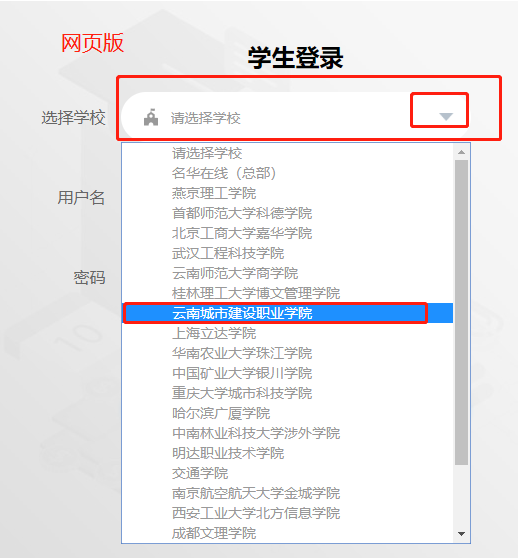 网页版
学生登录
选择学校
请选择学校
请选择学校
名华在线（总部）
用户名
燕京理工学院
首都师范大学科德学院
北京工商大学嘉华学院
武汉工程科技学院
云南师范大学商学院
密码
桂林理工大学博文管理学院
云南城市建设职业学院
上海立达学院
华南农业大学珠江学院
中国矿业大学银川学院
重庆大学城市科技学院
哈尔滨广厦学院
中南林业科技大学涉外学院
明达职业技术学院
交通学院
南京航空航天大学金城学院
西安工业大学北方信息学院
成都文理学院